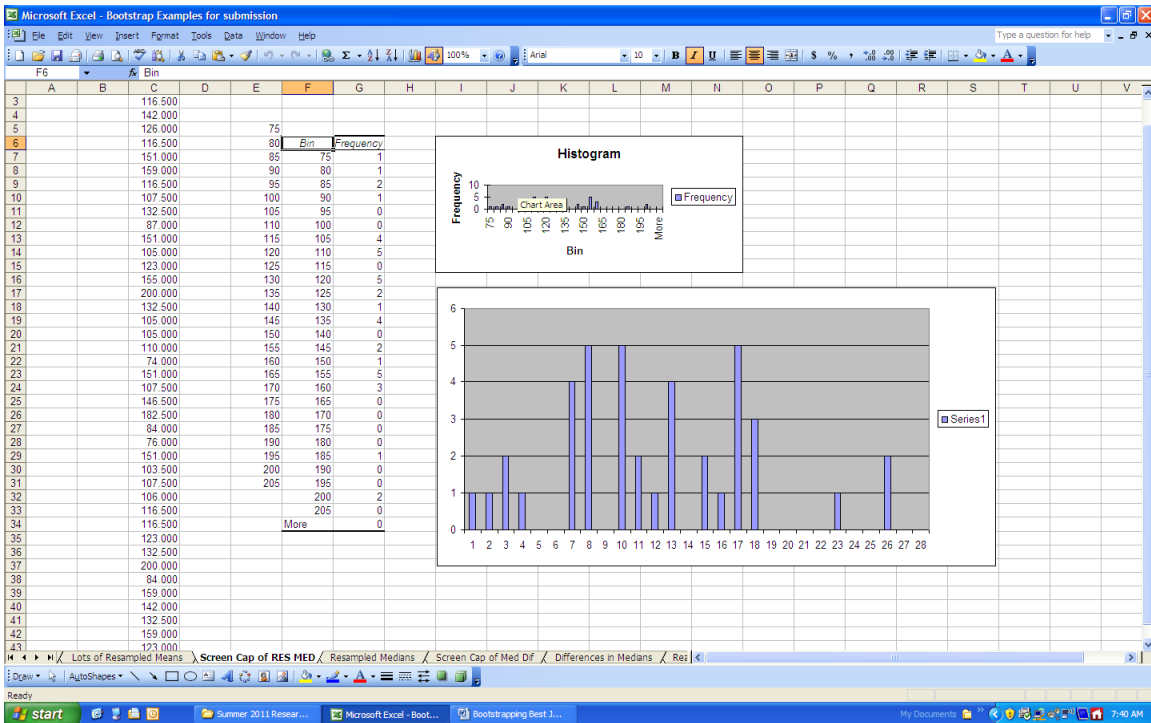 Microsoft Excel - Bootstrap Examples for submission
File Edit View Insert Format Tools Data Window Help Type a question for help
100% Arial 10 B I U $ % ,
F6 fx Bin
A B C D E F G H I J K L M N O P Q R S T U V
3 116.500
4 142.000
5 126.000 75
6 116.500 80 Bin Frequency
7 151.000 85 75 1
8 159.000 90 80 1
9 116.500 95 85 2
10 107.500 100 90 1
11 132.500 105 95 0
12 87.000 110 100 0
13 151.000 115 105 4
14 105.000 120 110 5
15 123.000 125 115 0
16 155.000 130 120 5
17 200.000 135 125 2
18 132.500 140 130 1
19 105.000 145 135 4
20 105.000 150 140 0
21 110.000 155 145 2
22 74.000 160 150 1
23 151.000 165 155 5
24 107.500 170 160 3
25 146.500 175 165 0
26 182.500 180 170 0
27 84.000 185 175 0
28 76.000 190 180 0
29 151.000 195 185 1
30 103.500 200 190 0
31 107.500 205 195 0
32 106.000 200 2
33 116.500 205 0
34 116.500 More 0
35 123.000
36 132.500
37 200.000
38 84.000
39 159.000
40 142.000
41 132.500
42 159.000
43 123.000
Histogram
Frequency
10
5
0
Chart Area
Frequency
75 90 105 120 135 150 165 180 195 More
Bin
6
5
4
3
2
1
0
Series1
1 2 3 4 5 6 7 8 9 10 11 12 13 14 15 16 17 18 19 20 21 22 23 24 25 26 27 28
Lots of Resampled Means Screen Cap of RES MED Resampled Medians Screen Cap of Med Dif Differences in Medians
Draw AutoShapes
Ready
start Summer 2011 Resear... Microsoft Excel - Boot... Bootstrapping Best J... My Documents 7:40 AM